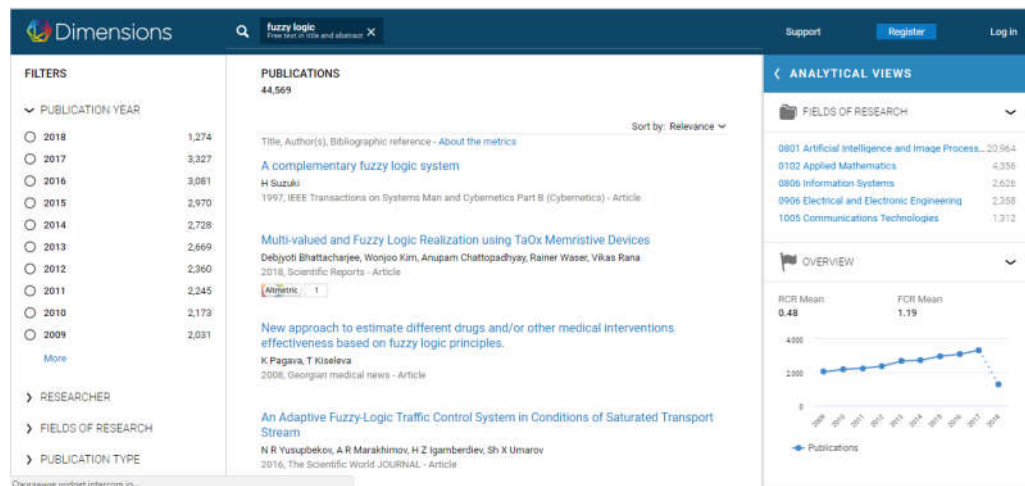 Dimensions
fuzzy logic
Free text in title and abstract
Support
Register
Log in
FILTERS
PUBLICATION YEAR
2018 1,274
2017 3,327
2016 3,081
2015 2,970
2014 2,728
2013 2,669
2012 2,360
2011 2,245
2010 2,173
2009 2,031
More
RESEARCHER
FIELDS OF RESEARCH
PUBLICATION TYPE
PUBLICATIONS
44,569
Sort by: Relevance
Title, Author(s), Bibliographic reference - About the metrics
A complementary fuzzy logic system
H Suzuki
1997, IEEE Transactions on Systems Man and Cybernetics Part B (Cybernetics) - Article
Multi-valued and Fuzzy Logic Realization using TaOx Memristive Devices
Debjyoti Bhattacharjee, Wonjoo Kim, Anupam Chattopadhyay, Rainer Waser, Vikas Rana
2018, Scientific Reports - Article
Altmetric 1
New approach to estimate different drugs and/or other medical interventions
effectiveness based on fuzzy logic principles.
K Pagava, T Kiseleva
2008, Georgian medical news - Article
An Adaptive Fuzzy-Logic Traffic Control System in Conditions of Saturated Transport
Stream
N R Yusupbekov, A R Marakhimov, H Z Igamberdiev, Sh X Umarov
2016, The Scientific World JOURNAL - Article
ANALYTICAL VIEWS
FIELDS OF RESEARCH
0801 Artificial Intelligence and Image Process... 20,964
0102 Applied Mathematics 4,356
0806 Information Systems 2,626
0906 Electrical and Electronic Engineering 2,358
1005 Communications Technologies 1,312
OVERVIEW
RCR Mean FCR Mean
0.48 1.19
4 000
2 000
0
2009 2010 2011 2012 2013 2014 2015 2016 2017 2018
Publications